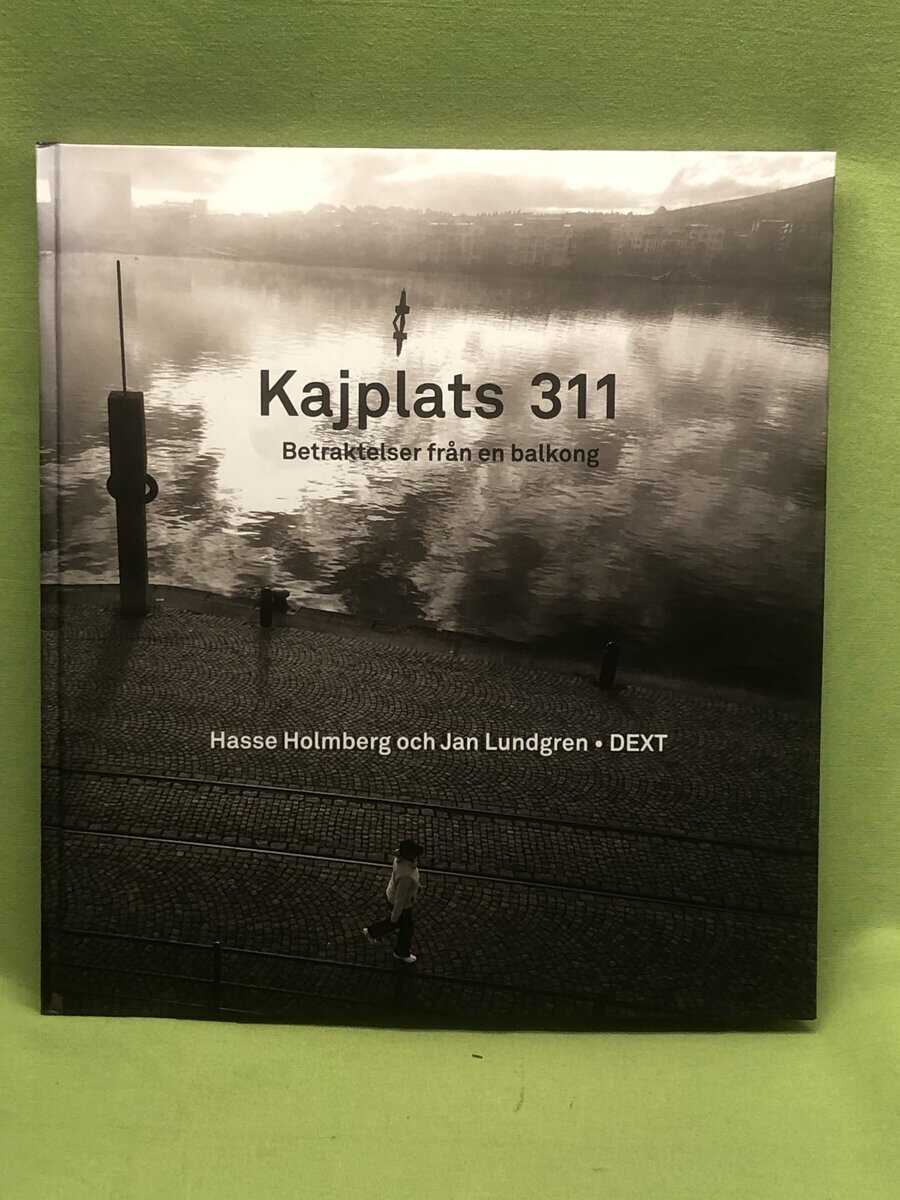 Kajplats 311
Betraktelser från en balkong
Hasse Holmberg och Jan Lundgren • DEXT